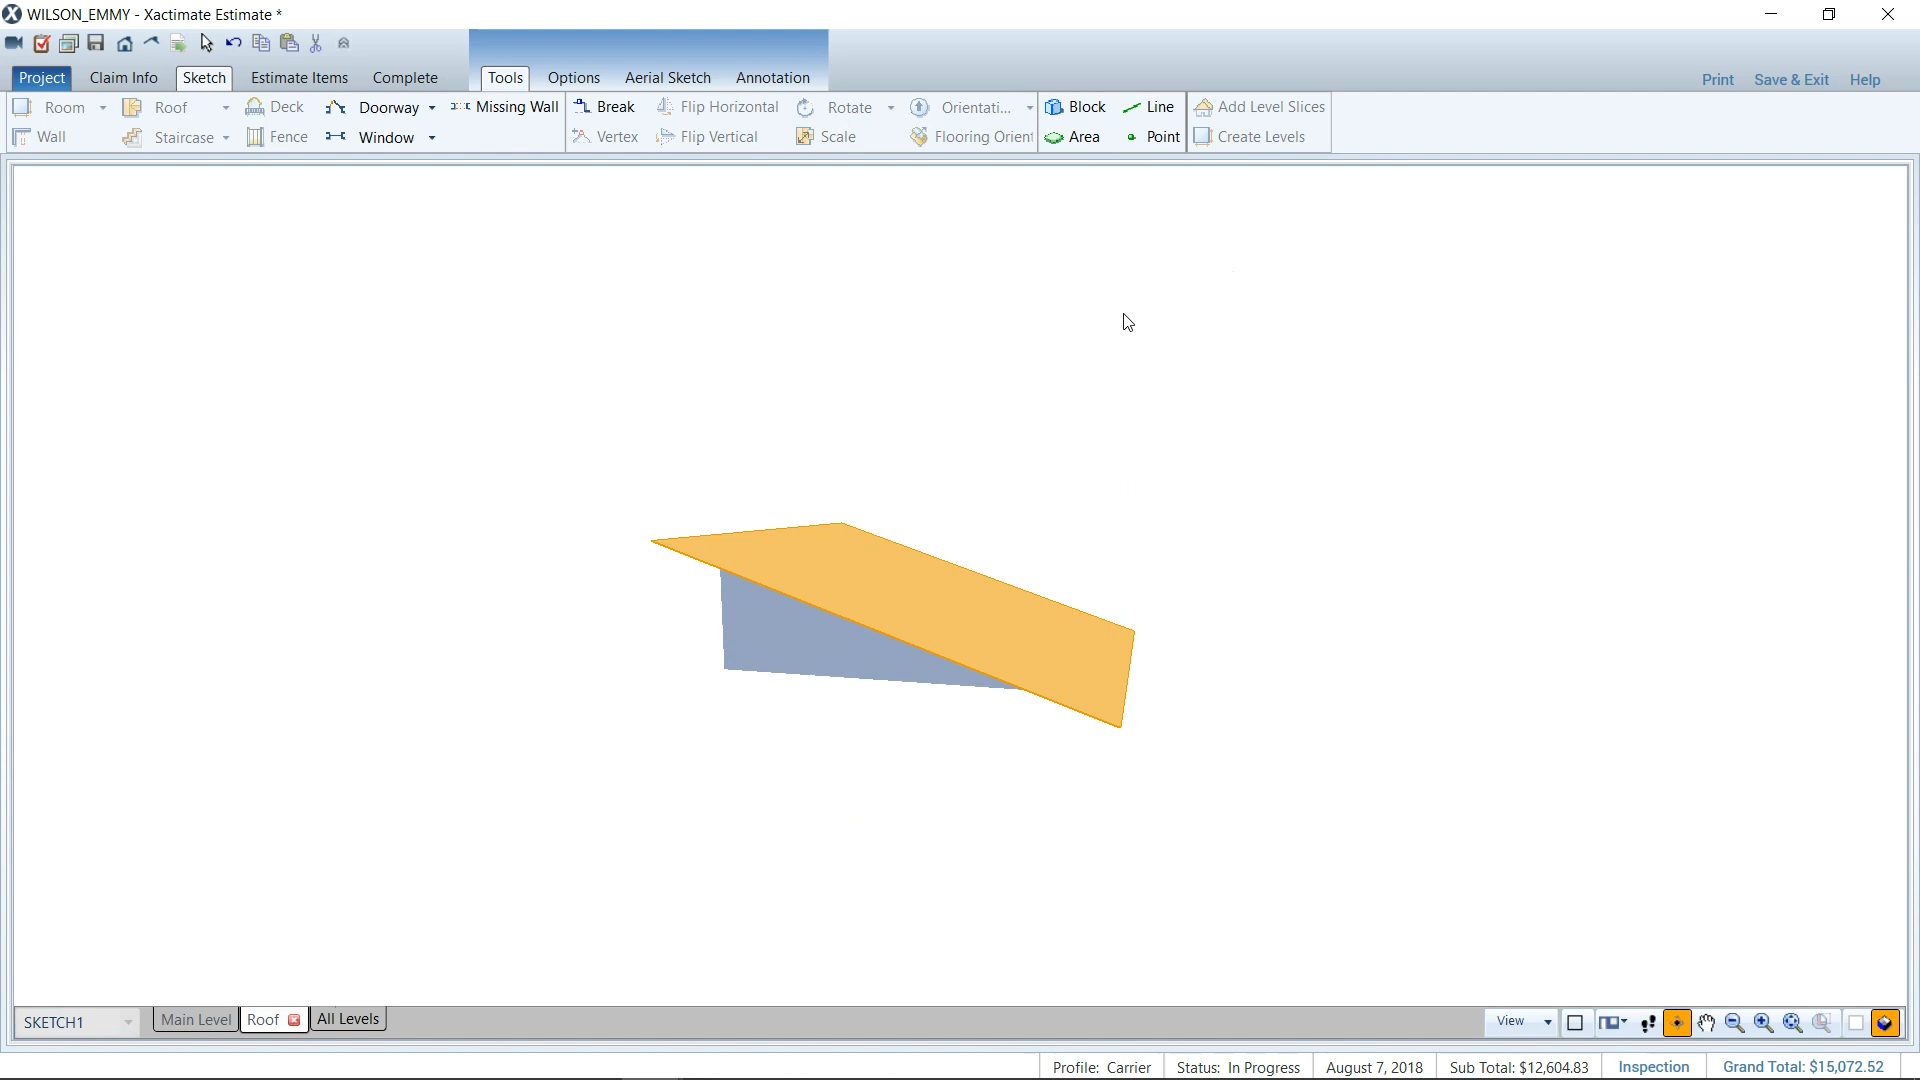 WILSON_EMMY - Xactimate Estimate *
Project Claim Info Sketch Estimate Items Complete Tools Options Aerial Sketch Annotation Print Save & Exit Help
Room Roof Deck Doorway Missing Wall Break Flip Horizontal Rotate Orientati... Block Line Add Level Slices
Wall Staircase Fence Window Vertex Flip Vertical Scale Flooring Orient Area Point Create Levels
SKETCH1 Main Level Roof All Levels View
Profile: Carrier Status: In Progress August 7, 2018 Sub Total: $12,604.83 Inspection Grand Total: $15,072.52